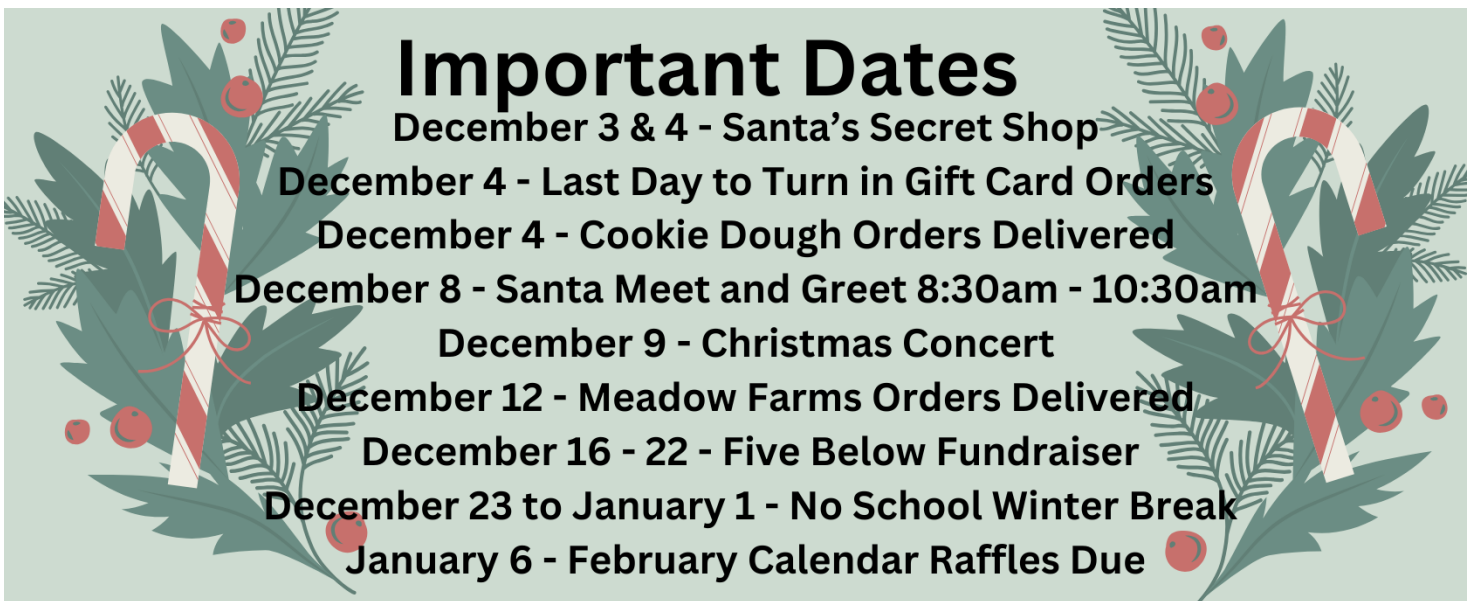 Important Dates
December 3 & 4 - Santa’s Secret Shop
December 4 - Last Day to Turn in Gift Card Orders
December 4 - Cookie Dough Orders Delivered
December 8 - Santa Meet and Greet 8:30am - 10:30am
December 9 - Christmas Concert
December 12 - Meadow Farms Orders Delivered
December 16 - 22 - Five Below Fundraiser
December 23 to January 1 - No School Winter Break
January 6 - February Calendar Raffles Due